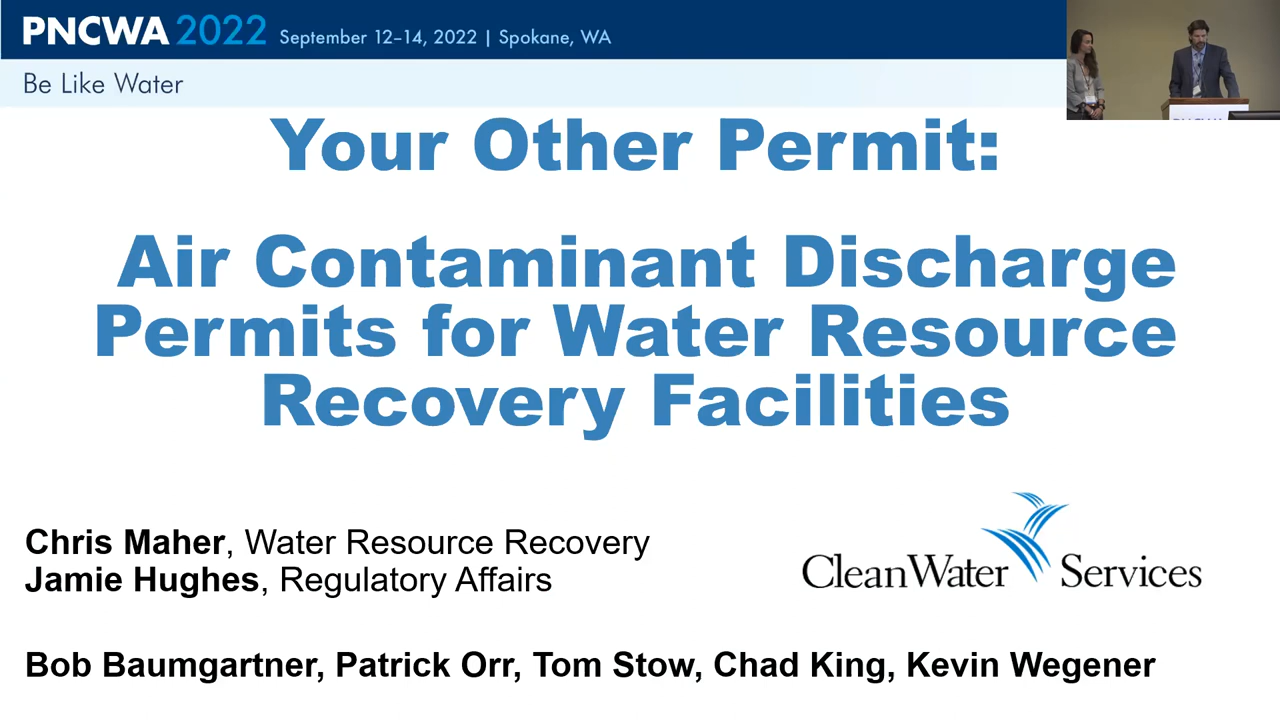 PNCWA 2022 September 12–14, 2022 | Spokane, WA
Be Like Water
Your Other Permit:
Air Contaminant Discharge
Permits for Water Resource
Recovery Facilities
Chris Maher, Water Resource Recovery
Jamie Hughes, Regulatory Affairs
CleanWater Services
Bob Baumgartner, Patrick Orr, Tom Stow, Chad King, Kevin Wegener